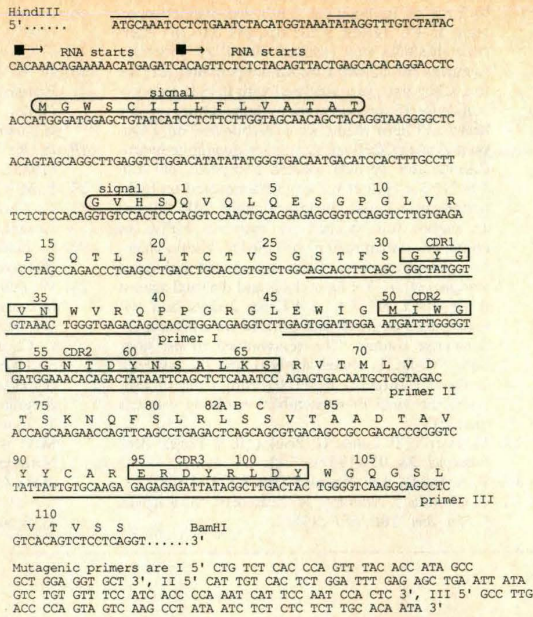 HindIII
5'...... ATGCAAATCCTCTGAATCTACATGGTAAATATAGGTTTGTCTATAC
RNA starts RNA starts
CACAAACAGAAAAACATGAGATCACAGTTCTCTCTACAGTTACTGAGCACACAGGACCTC
signal
M G W S C I I L F L V A T A T
ACCATGGGATGGAGCTGTATCATCCTCTTCTTGGTAGCAACAGCTACAGGTAAGGGGCTC
ACAGTAGCAGGCTTGAGGTCTGGACATATATATGGGTGACAATGACATCCACTTTGCCTT
signal 1 5 10
G V H S Q V Q L Q E S G P G L V R
TCTCTCCACAGGTGTCCACTCCCAGGTCCAACTGCAGGAGAGCGGTCCAGGTCTTGTGAGA
15 20 25 30 CDR1
P S Q T L S L T C T V S G S T F S G Y G
CCTAGCCAGACCCTGAGCCTGACCTGCACCGTGTCTGGCAGCACCTTCAGC GGCTATGGT
35 40 45 50 CDR2
V N W V R Q P P G R G L E W I G M I W G
GTAAAC TGGGTGAGACAGCCACCTGGACGAGGTCTTGAGTGGATTGGA ATGATTTGGGGT
primer I
55 CDR2 60 65 70
D G N T D Y N S A L K S R V T M L V D
GATGGAAACACAGACTATAATTCAGCTCTCAAATCC AGAGTGACAATGCTGGTAGAC
primer II
75 80 82A B C 85
T S K N Q F S L R L S S V T A A D T A V
ACCAGCAAGAACCAGTTCAGCCTGAGACTCAGCAGCGTGACAGCCGCCGACACCGCGGTC
90 95 CDR3 100 105
Y Y C A R E R D Y R L D Y W G Q G S L
TATTATTGTGCAAGA GAGAGAGATTATAGGCTTGACTAC TGGGGTCAAGGCAGCCTC
primer III
110
V T V S S BamHI
GTCACAGTCTCCTCAGGT......3'
Mutagenic primers are I 5' CTG TCT CAC CCA GTT TAC ACC ATA GCC
GCT GGA GGT GCT 3', II 5' CAT TGT CAC TCT GGA TTT GAG AGC TGA ATT ATA
GTC TGT GTT TCC ATC ACC CCA AAT CAT TCC AAT CCA CTC 3', III 5' GCC TTG
ACC CCA GTA GTC AAG CCT ATA ATC TCT CTC TCT TGC ACA ATA 3'